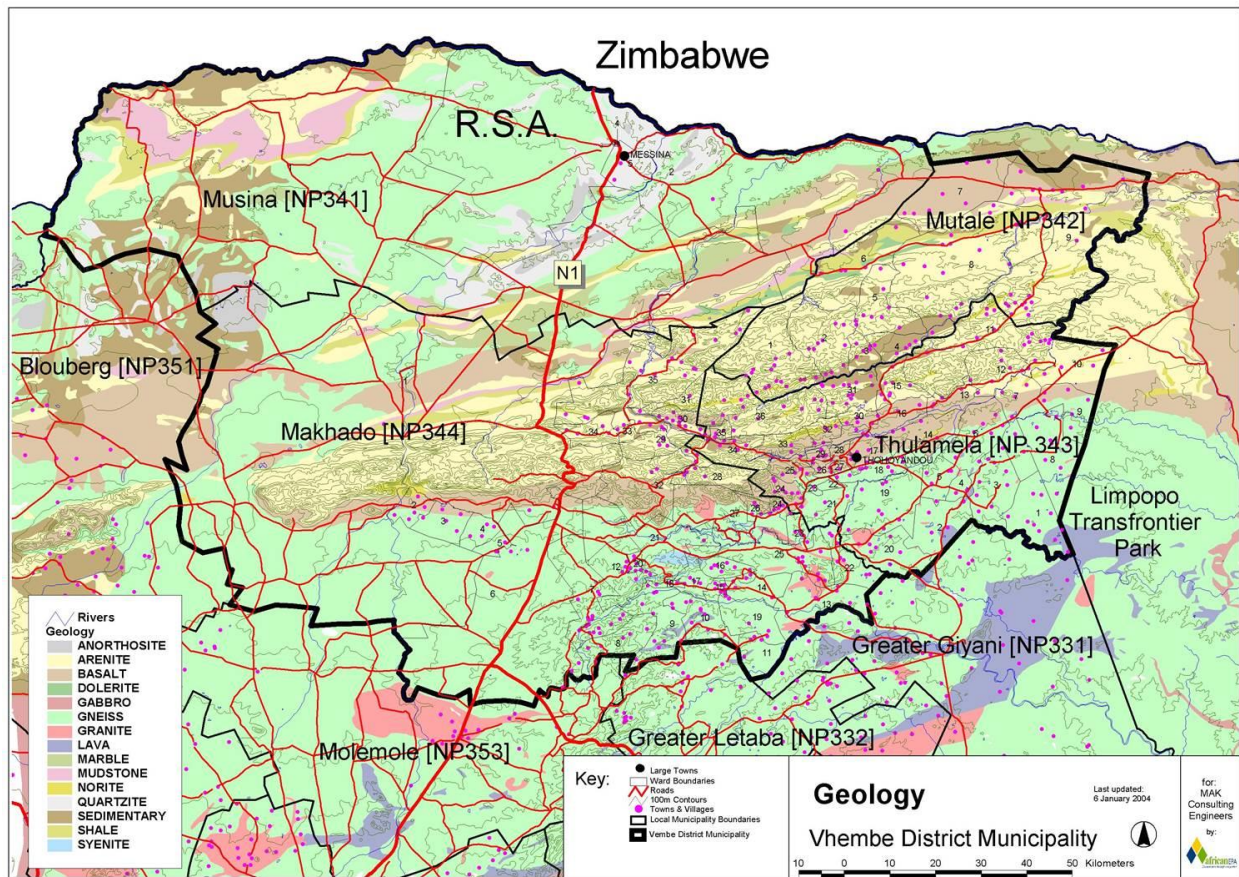 Zimbabwe
R.S.A.
MESSINA
Musina [NP341]
Mutale [NP342]
N1
Blouberg [NP351]
Makhado [NP344]
Thulamela [NP 343]
THOHOYANDOU
Limpopo
Transfrontier
Park
Greater Giyani [NP331]
Greater Letaba [NP332]
Molemole [NP353]
Rivers
Geology
ANORTHOSITE
ARENITE
BASALT
DOLERITE
GABBRO
GNEISS
GRANITE
LAVA
MARBLE
MUDSTONE
NORITE
QUARTZITE
SEDIMENTARY
SHALE
SYENITE
Key:
Large Towns
Ward Boundaries
Roads
100m Contours
Towns & Villages
Local Municipality Boundaries
Vembe District Municipality
Geology
Last updated:
6 January 2004
Vhembe District Municipality
10 0 10 20 30 40 50 Kilometers
for:
MAK
Consulting
Engineers
by:
africanEPA